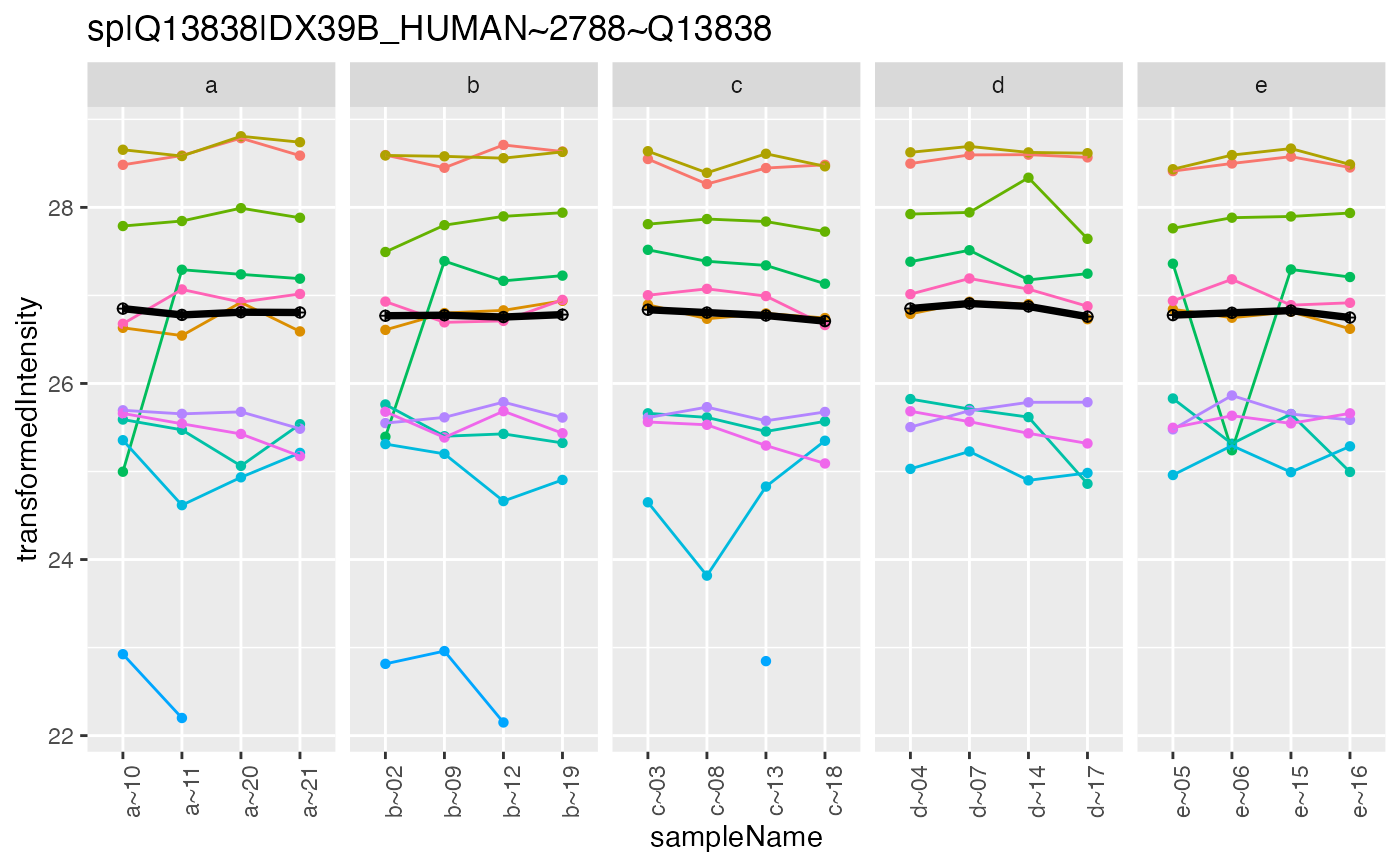 sp|Q13838|DX39B_HUMAN~2788~Q13838
a b c d e
transformedIntensity
28
26
24
22
a~10 a~11 a~20 a~21 b~02 b~09 b~12 b~19 c~03 c~08 c~13 c~18 d~04 d~07 d~14 d~17 e~05 e~06 e~15 e~16
sampleName